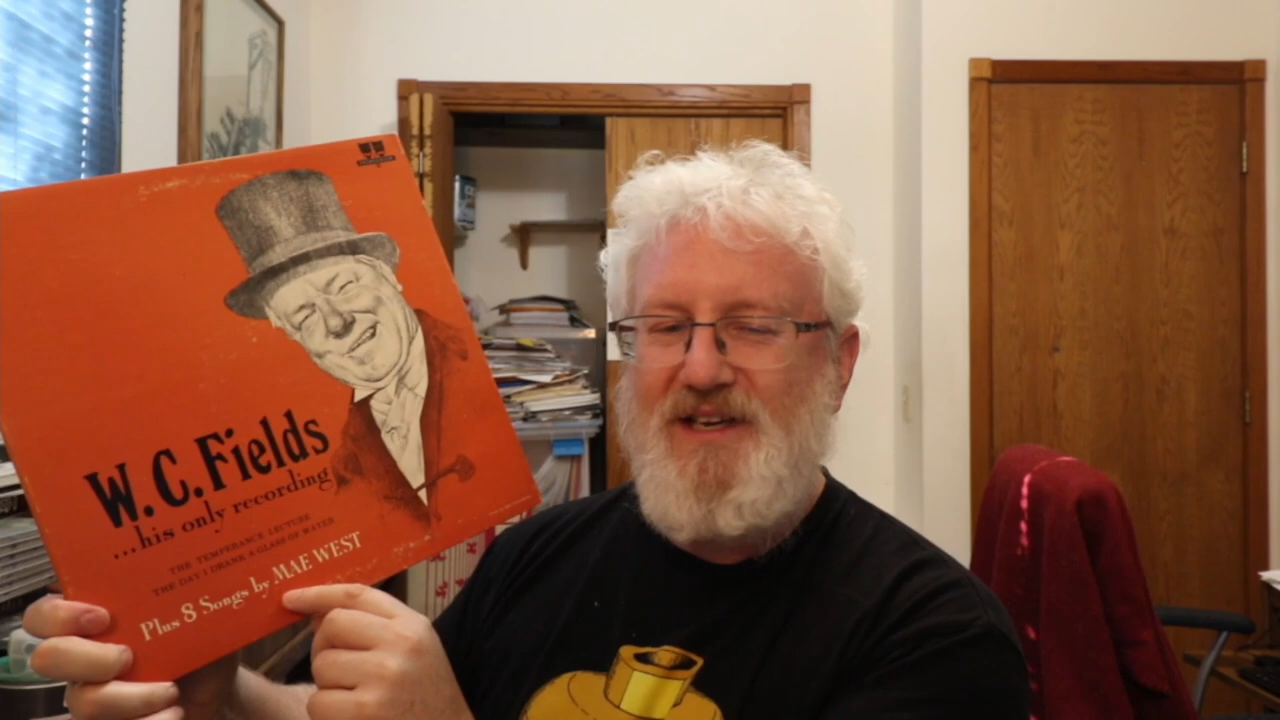 W.C. Fields
...his only recording
THE TEMPERANCE LECTURE
THE DAY I DRANK A GLASS OF WATER
Plus 8 Songs by MAE WEST